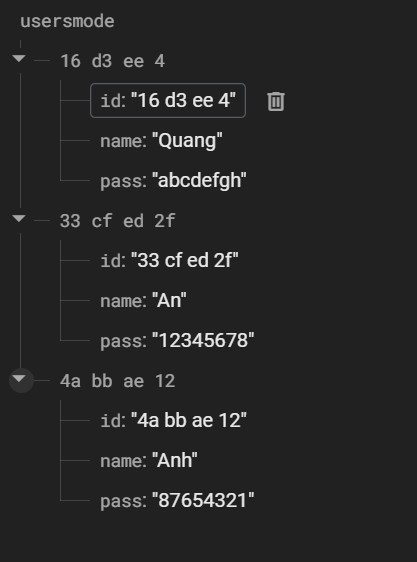 usersmode
16 d3 ee 4
id: "16 d3 ee 4"
name: "Quang"
pass: "abcdefgh"
33 cf ed 2f
id: "33 cf ed 2f"
name: "An"
pass: "12345678"
4a bb ae 12
id: "4a bb ae 12"
name: "Anh"
pass: "87654321"